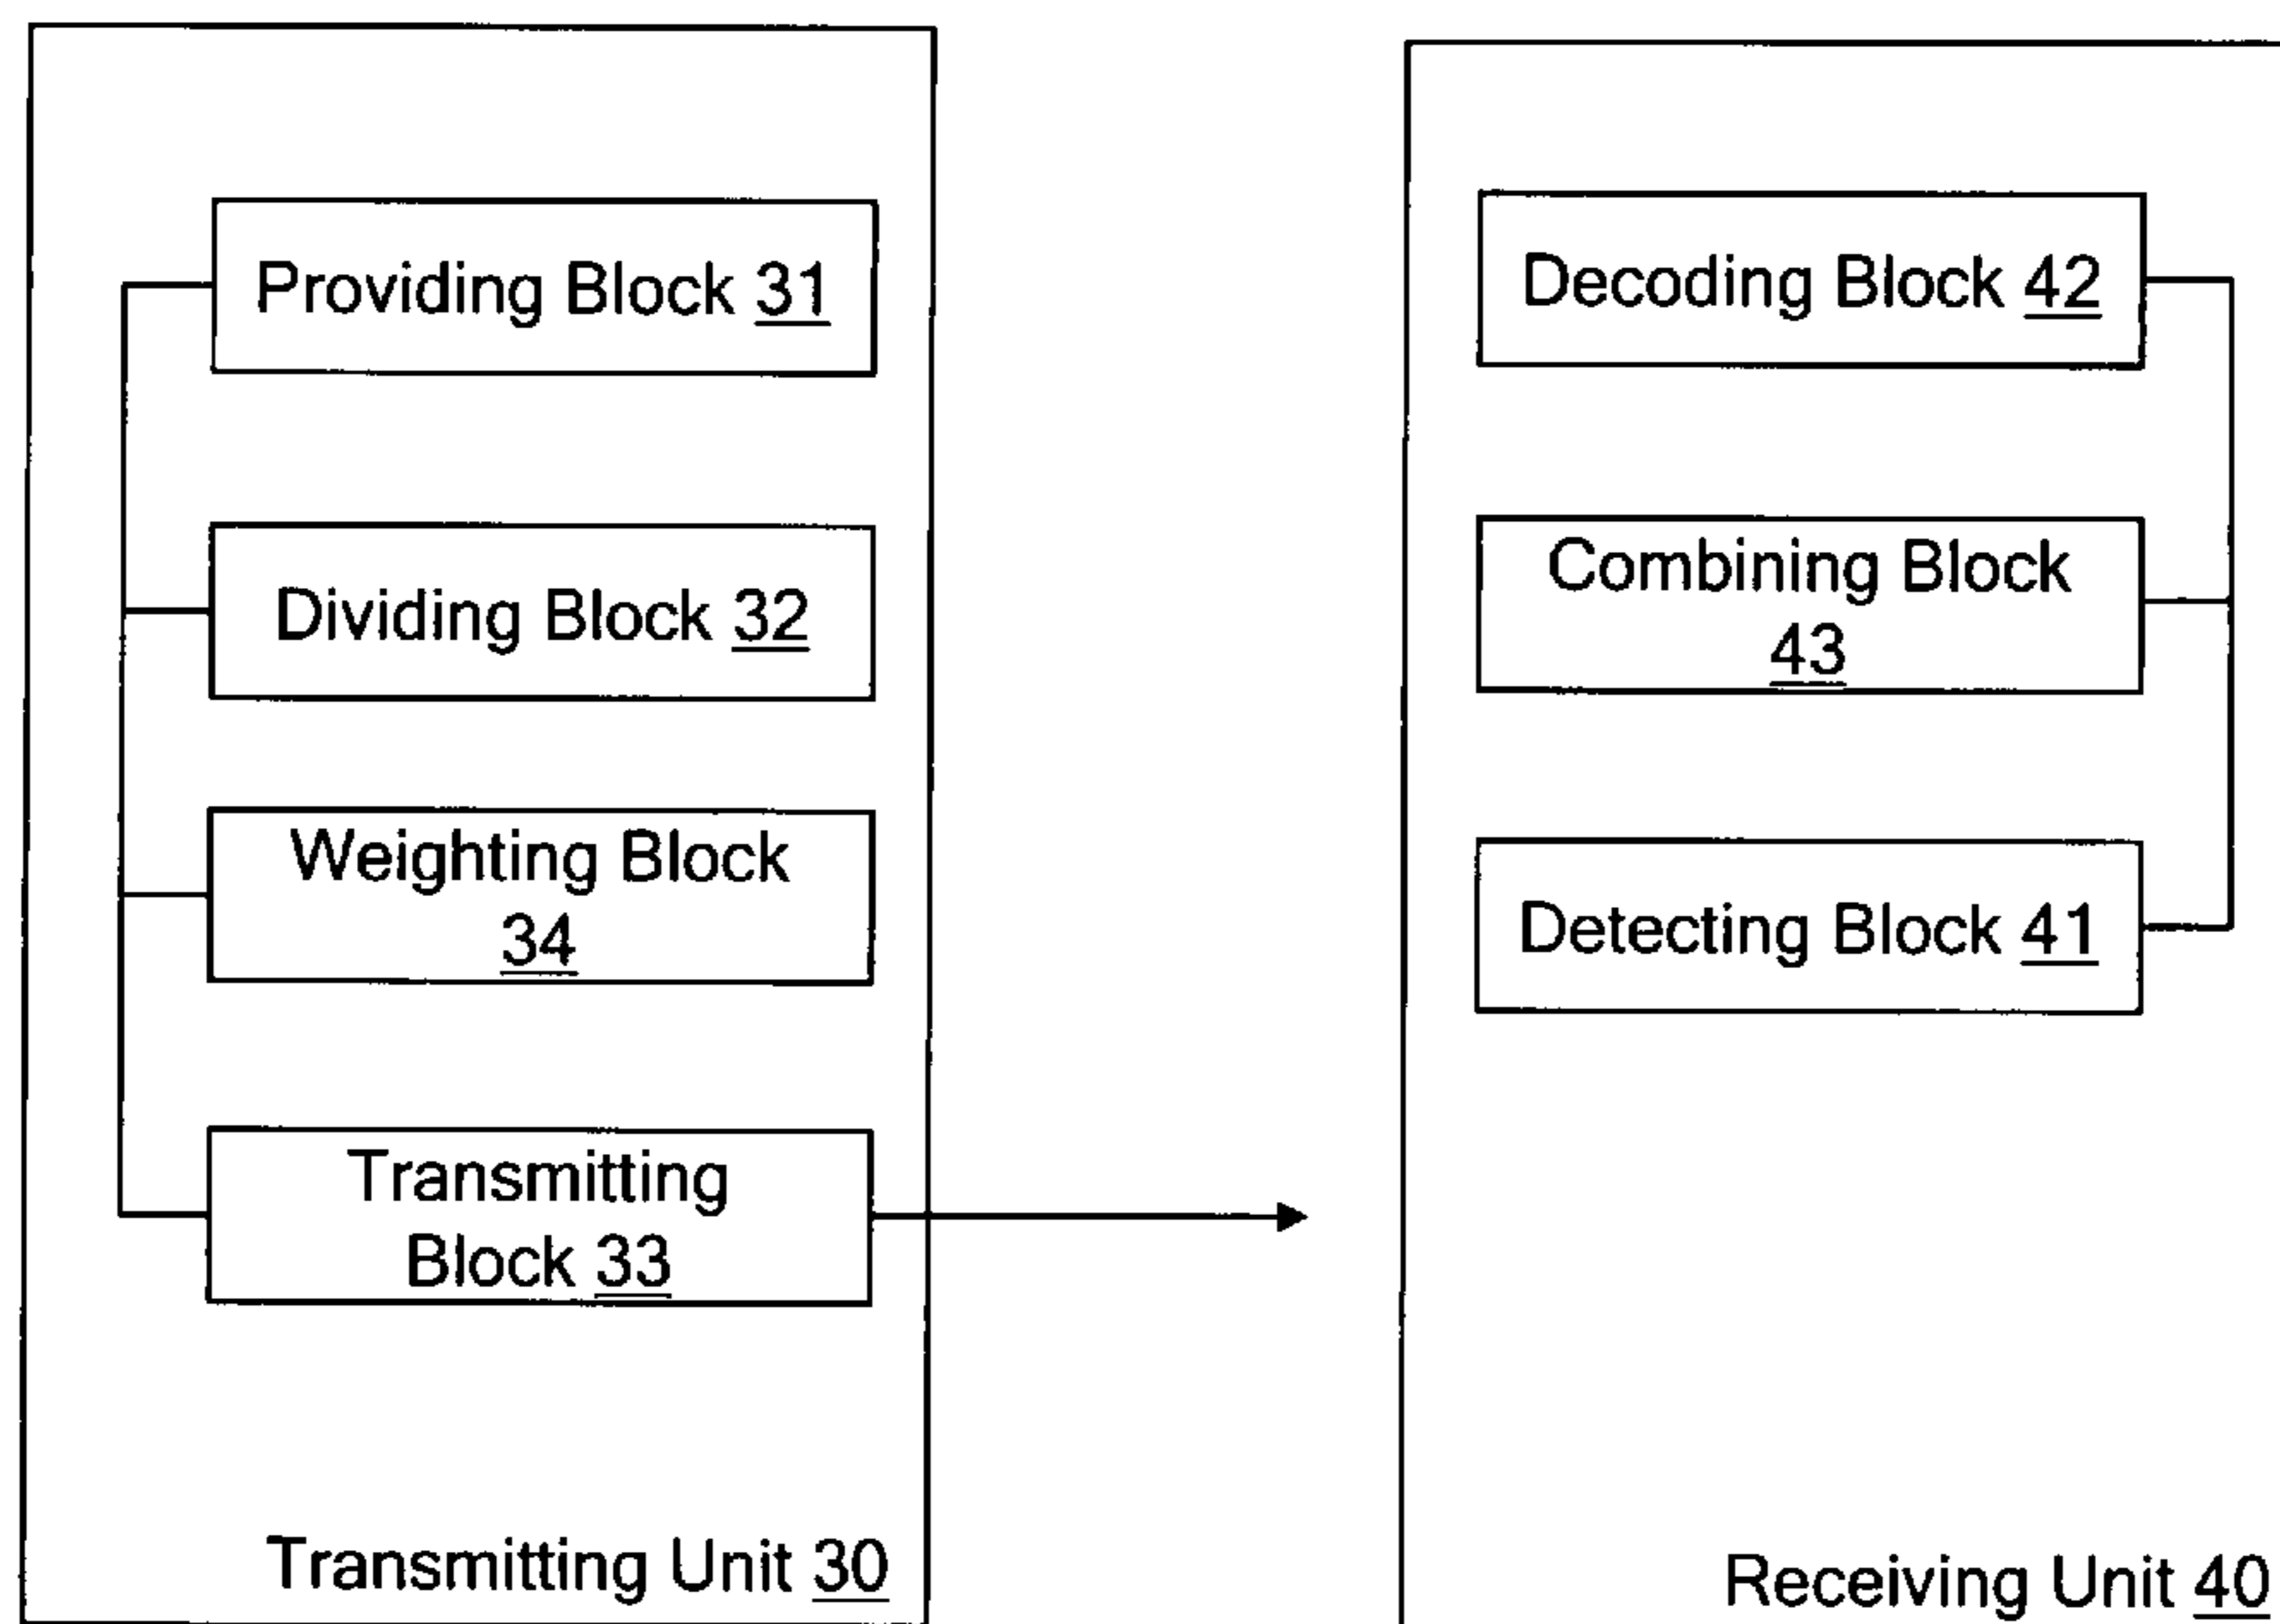 Providing Block 31
Dividing Block 32
Weighting Block
34
Transmitting
Block 33
Transmitting Unit 30
Decoding Block 42
Combining Block
43
Detecting Block 41
Receiving Unit 40